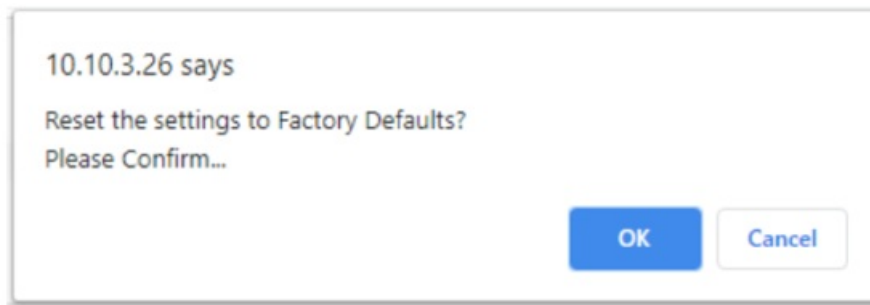 10.10.3.26 says
Reset the settings to Factory Defaults?
Please Confirm...
OK Cancel